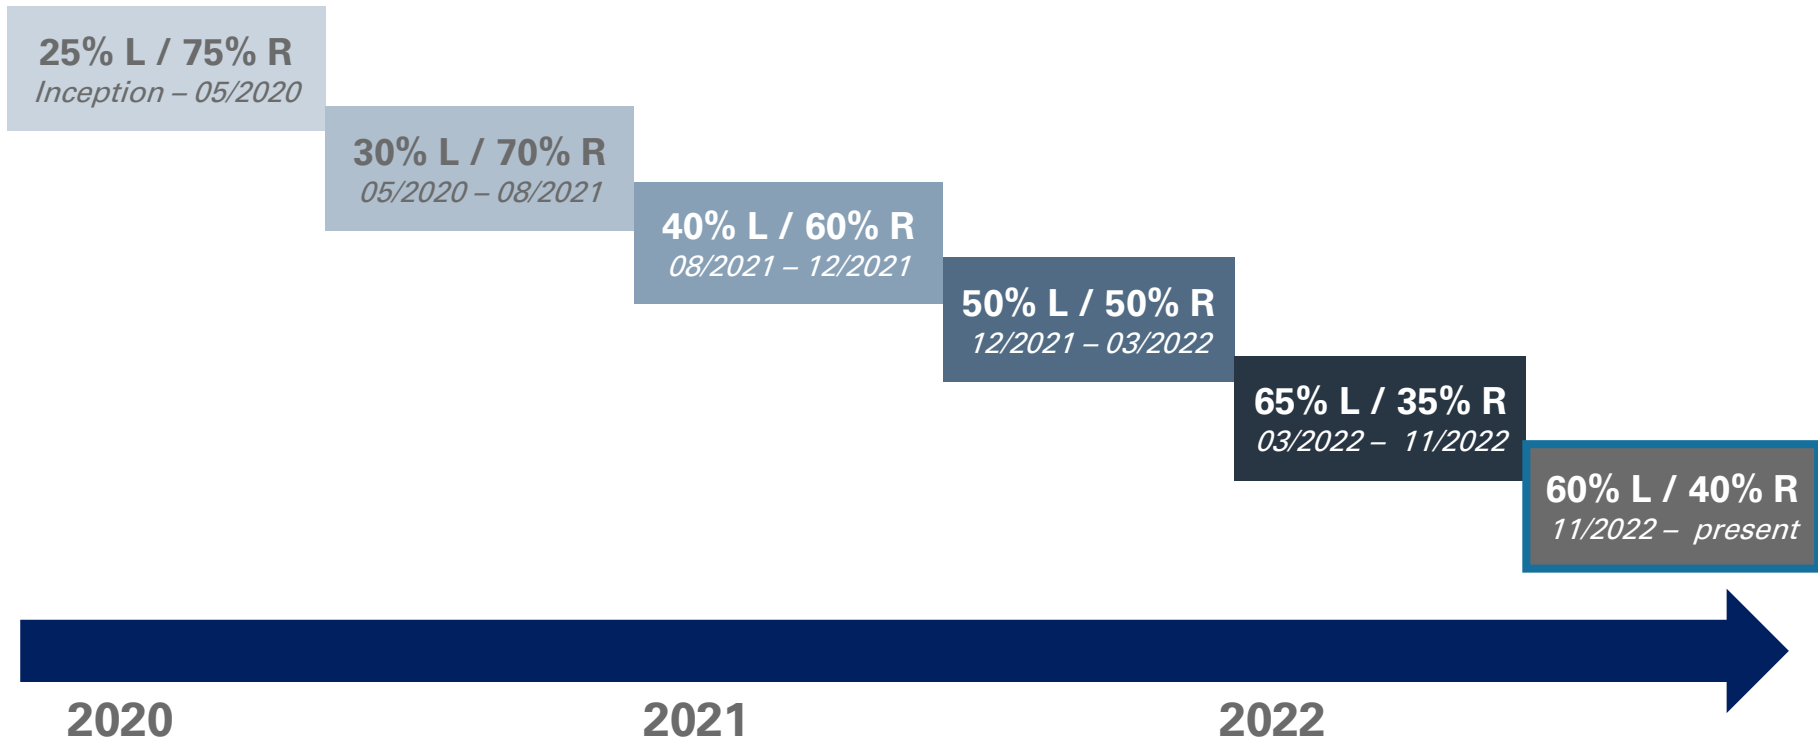 25% L / 75% R
Inception – 05/2020
30% L / 70% R
05/2020 – 08/2021
40% L / 60% R
08/2021 – 12/2021
50% L / 50% R
12/2021 – 03/2022
65% L / 35% R
03/2022 – 11/2022
60% L / 40% R
11/2022 – present
2020
2021
2022